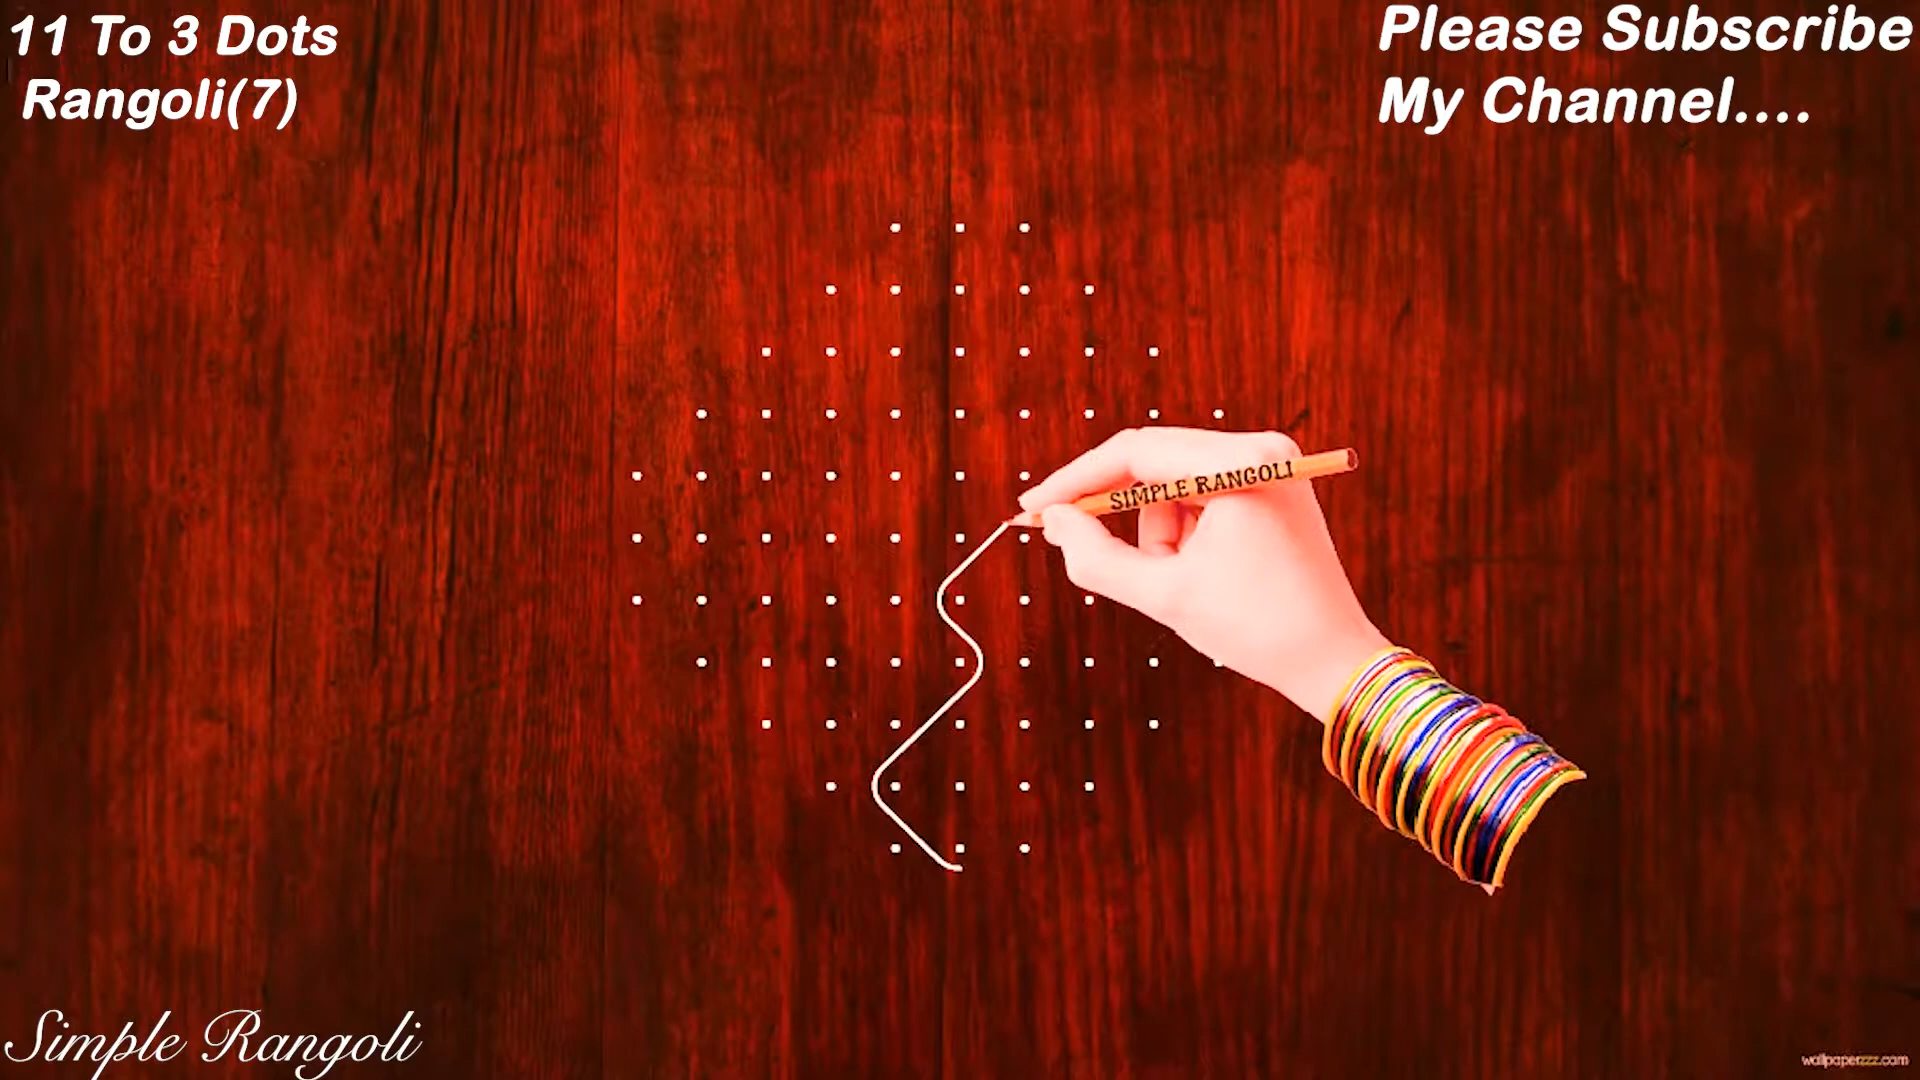 11 To 3 Dots
Rangoli(7)
Please Subscribe
My Channel....
SIMPLE RANGOLI
Simple Rangoli
wallpaperzzz.com